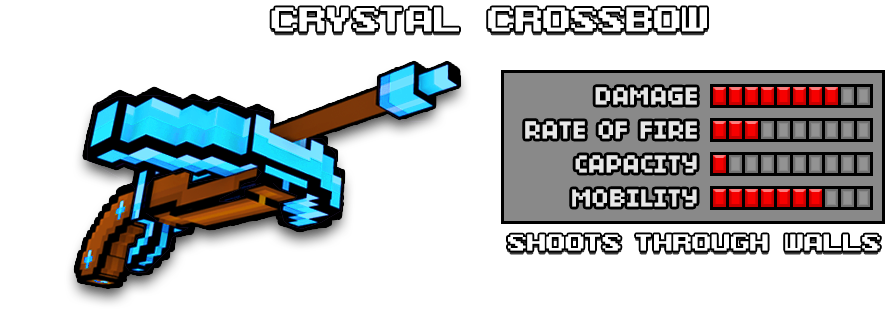 CRYSTAL CROSSBOW
DAMAGE
RATE OF FIRE
CAPACITY
MOBILITY
SHOOTS THROUGH WALLS